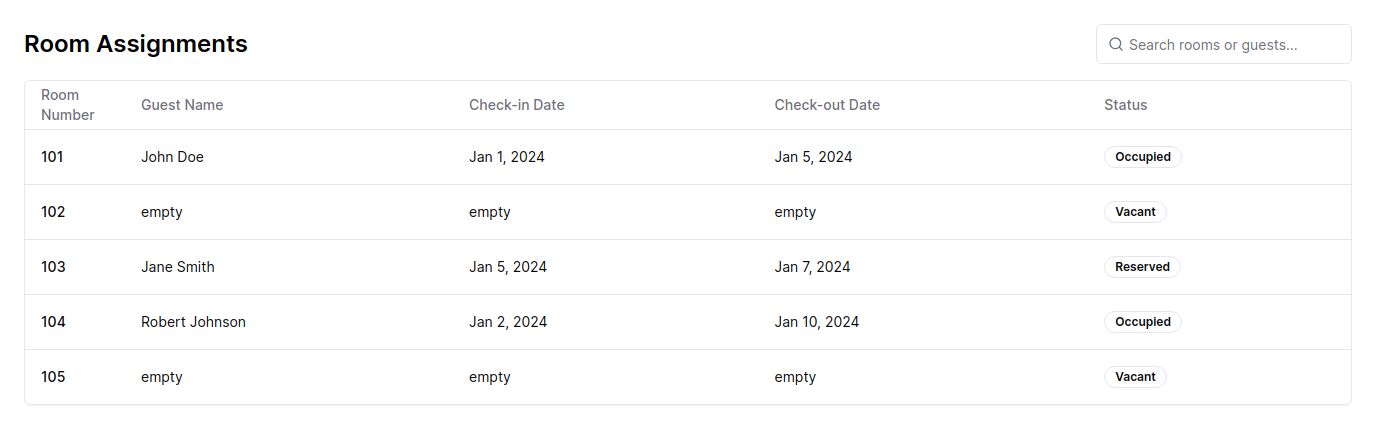 Room Assignments
Search rooms or guests...
Room Number Guest Name Check-in Date Check-out Date Status
101 John Doe Jan 1, 2024 Jan 5, 2024 Occupied
102 empty empty empty Vacant
103 Jane Smith Jan 5, 2024 Jan 7, 2024 Reserved
104 Robert Johnson Jan 2, 2024 Jan 10, 2024 Occupied
105 empty empty empty Vacant